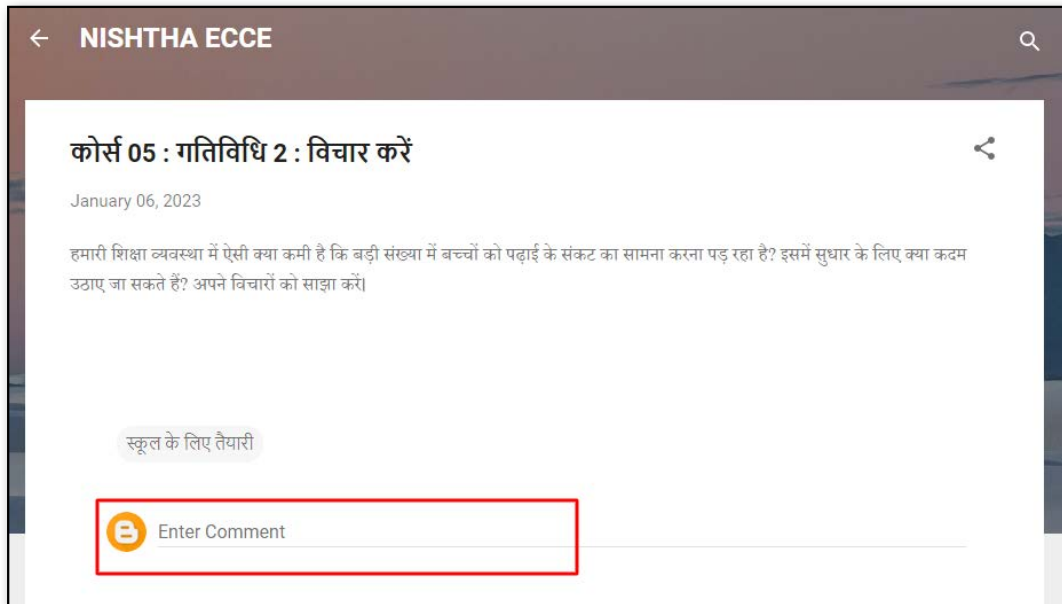 NISHTHA ECCE
कोर्स 05 : गतिविधि 2 : विचार करें
January 06, 2023
हमारी शिक्षा व्यवस्था में ऐसी क्या कमी है कि बड़ी संख्या में बच्चों को पढ़ाई के संकट का सामना करना पड़ रहा है? इसमें सुधार के लिए क्या कदम
उठाए जा सकते हैं? अपने विचारों को साझा करें|
स्कूल के लिए तैयारी
Enter Comment